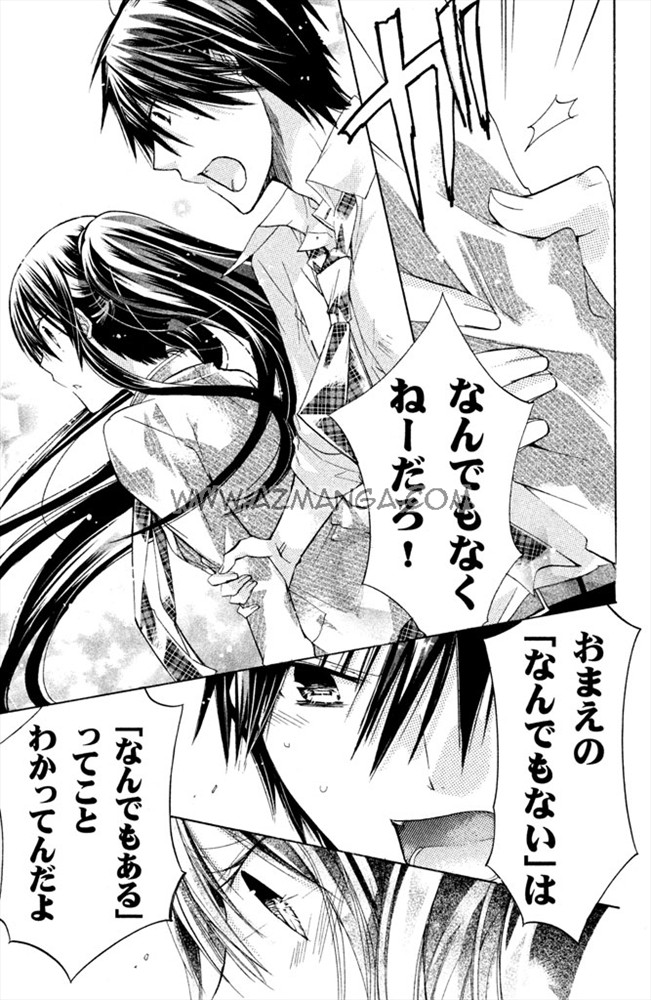 ガッ
なんでもなく
ねーだろ！
おまえの
「なんでもない」は
「なんでもある」
ってこと
わかってんだよ
WWW.AZMANGA.COM